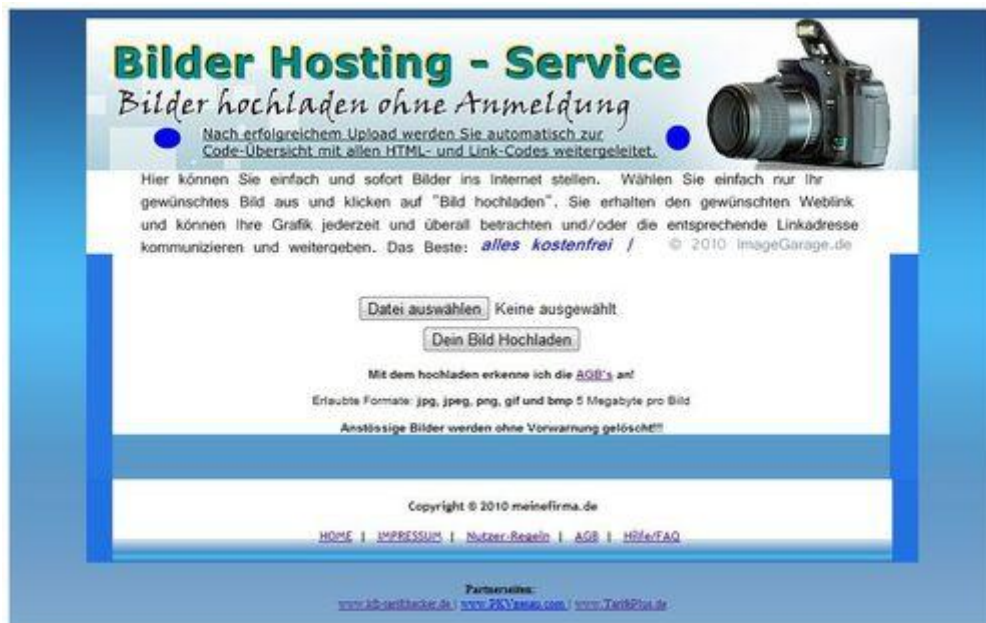 Bilder Hosting - Service
Bilder hochladen ohne Anmeldung
Nach erfolgreichem Upload werden Sie automatisch zur
Code-Übersicht mit allen HTML- und Link-Codes weitergeleitet.
Hier können Sie einfach und sofort Bilder ins Internet stellen. Wählen Sie einfach nur Ihr
gewünschtes Bild aus und klicken auf "Bild hochladen". Sie erhalten den gewünschten Weblink
und können Ihre Grafik jederzeit und überall betrachten und/oder die entsprechende Linkadresse
kommunizieren und weitergeben. Das Beste: alles kostenfrei ! © 2010 ImageGarage.de
Datei auswählen Keine ausgewählt
Dein Bild Hochladen
Mit dem hochladen erkenne ich die AGB's an!
Erlaubte Formate: jpg, jpeg, png, gif und bmp 5 Megabyte pro Bild
Anstössige Bilder werden ohne Vorwarnung gelöscht!!!
Copyright © 2010 meinefirma.de
HOME | IMPRESSUM | Nutzer-Regeln | AGB | Hilfe/FAQ
Partnerseiten:
www.TarifPlus.de